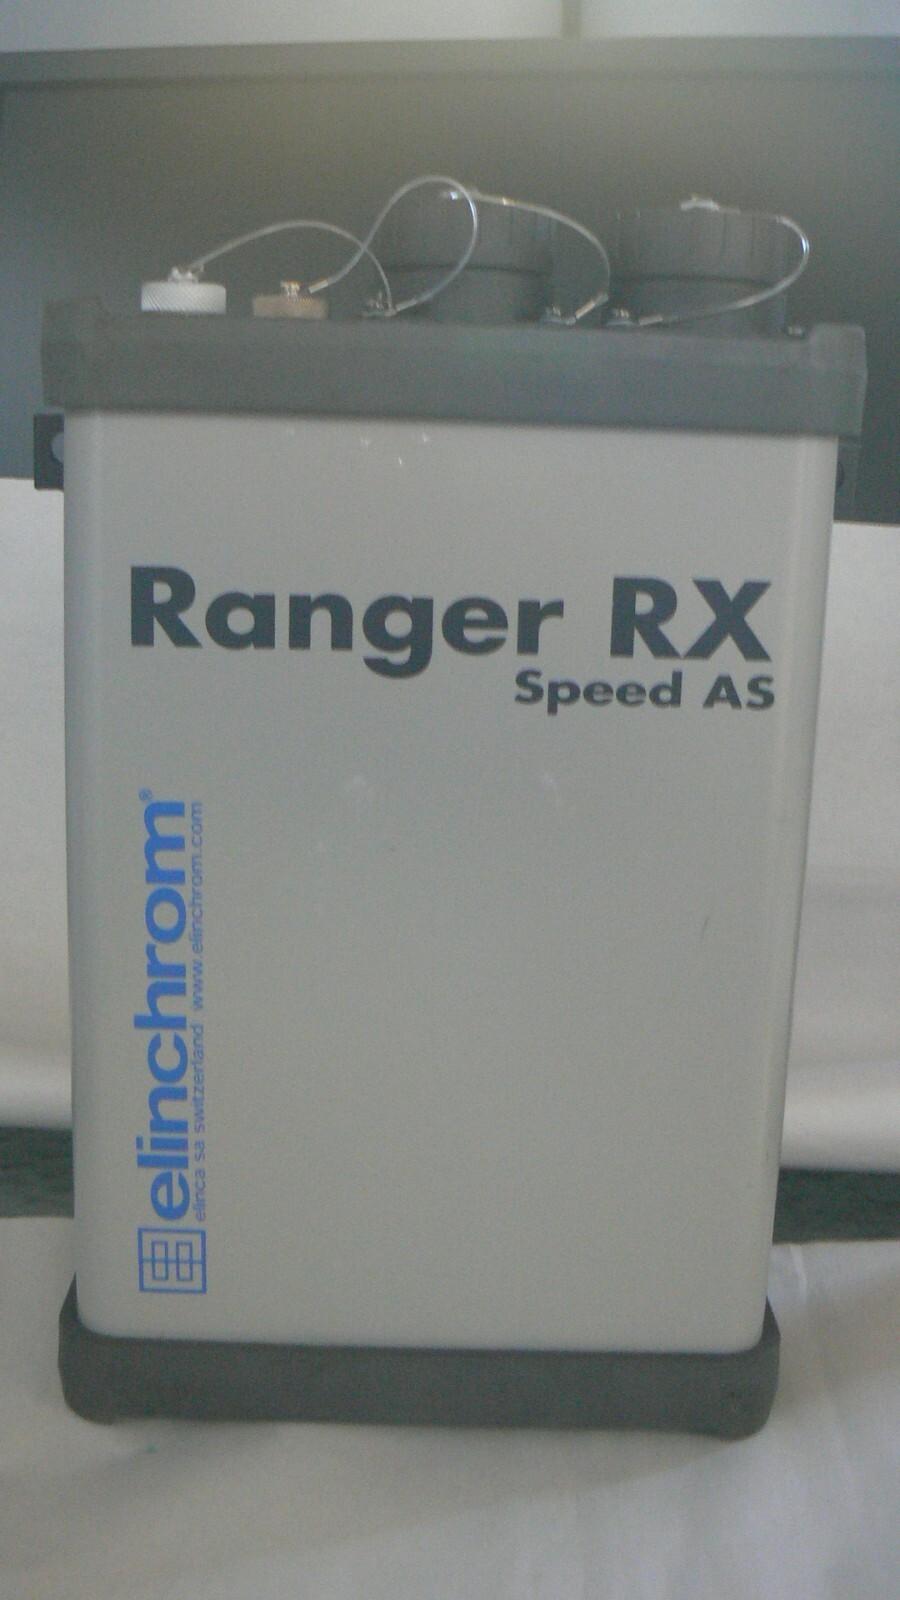 Ranger RX
Speed AS
elinchrom®
elinca sa switzerland www.elinchrom.com